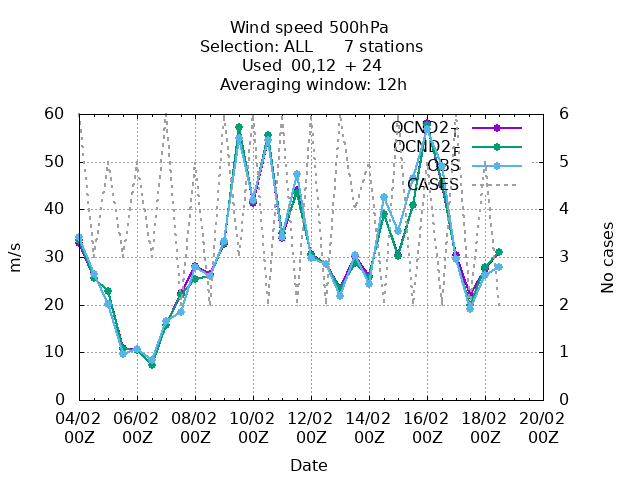 Wind speed 500hPa
Selection: ALL 7 stations
Used 00,12 + 24
Averaging window: 12h
60 6
OCND2-
50 OCND2+ 5
OBS
CASES
40 4
m/s
30 3
No cases
20 2
10 1
0 0
04/02 06/02 08/02 10/02 12/02 14/02 16/02 18/02 20/02
00Z 00Z 00Z 00Z 00Z 00Z 00Z 00Z 00Z
Date